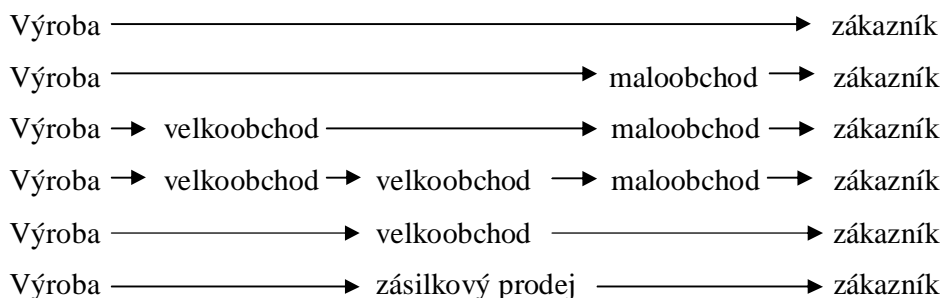 Výroba zákazník
Výroba maloobchod zákazník
Výroba velkoobchod maloobchod zákazník
Výroba velkoobchod velkoobchod maloobchod zákazník
Výroba velkoobchod zákazník
Výroba zásilkový prodej zákazník